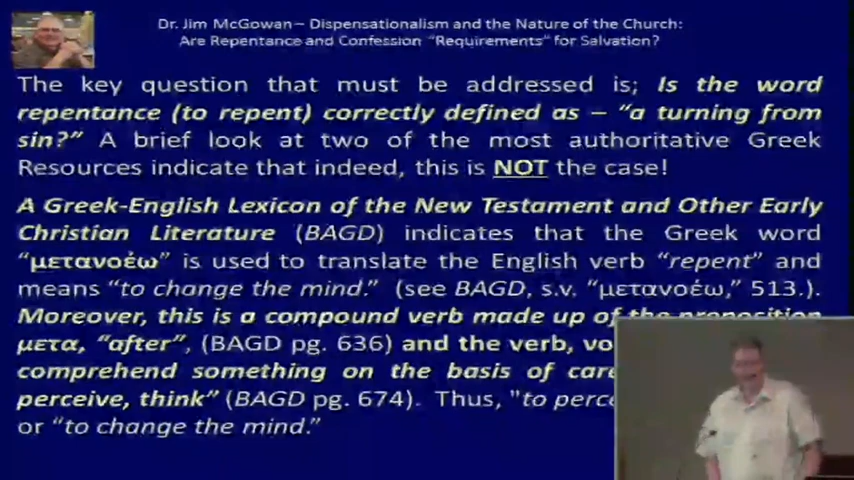 Dr. Jim McGowan – Dispensationalism and the Nature of the Church:
Are Repentance and Confession "Requirements" for Salvation?
The key question that must be addressed is; Is the word
repentance (to repent) correctly defined as – "a turning from
sin?" A brief look at two of the most authoritative Greek
Resources indicate that indeed, this is NOT the case!
A Greek-English Lexicon of the New Testament and Other Early
Christian Literature (BAGD) indicates that the Greek word
"μετανοέω" is used to translate the English verb "repent" and
means "to change the mind." (see BAGD, s.v. "μετανοέω," 513.).
Moreover, this is a compound verb made up of the preposition
μετα, "after", (BAGD pg. 636) and the verb,
comprehend something on the basis of
perceive, think" (BAGD pg. 674). Thus, "to
or "to change the mind."